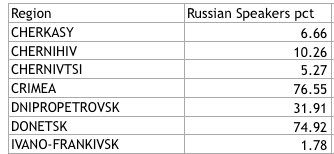 Region Russian Speakers pct
CHERKASY 6.66
CHERNIHIV 10.26
CHERNIVTSI 5.27
CRIMEA 76.55
DNIPROPETROVSK 31.91
DONETSK 74.92
IVANO-FRANKIVSK 1.78